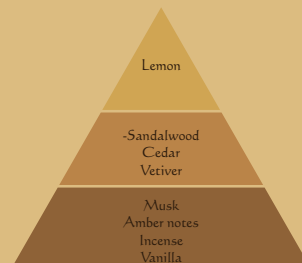 Lemon
-Sandalwood
Cedar
Vetiver
Musk
Amber notes
Incense
Vanilla